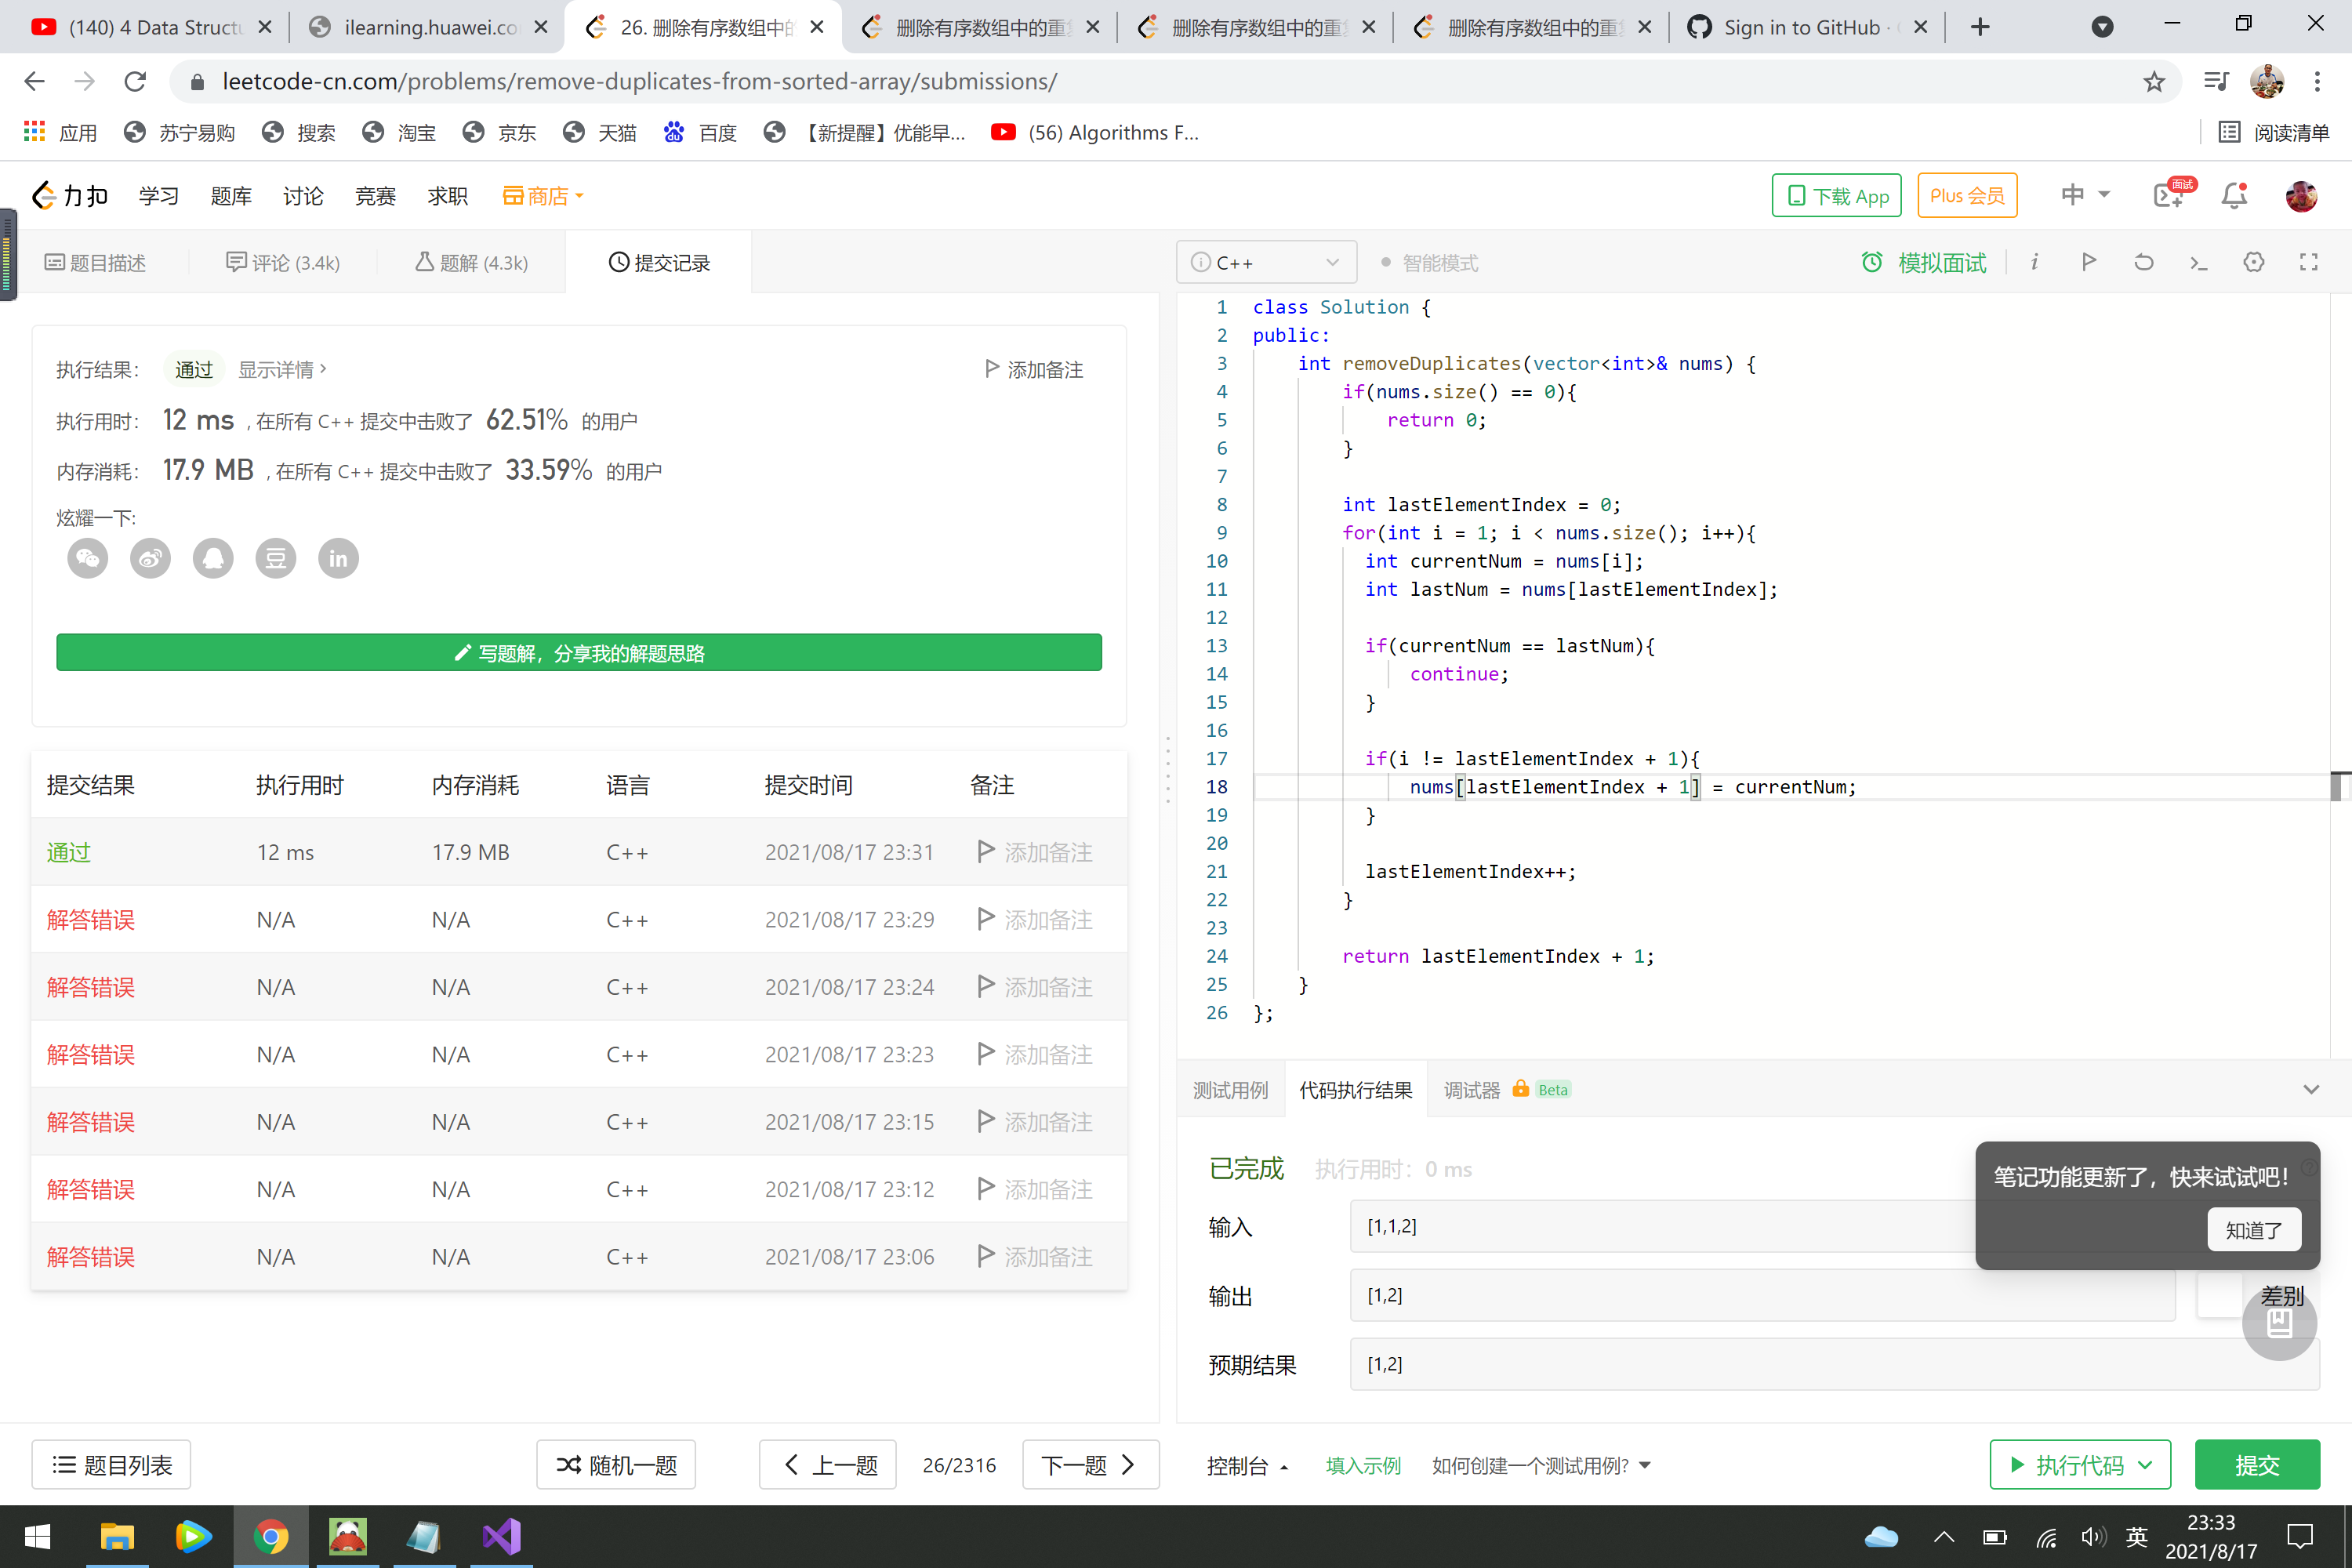 (140) 4 Data Structu
ilearning.huawei.co
26. 删除有序数组中的
删除有序数组中的重复
删除有序数组中的重复
删除有序数组中的重复
Sign in to GitHub ·
leetcode-cn.com/problems/remove-duplicates-from-sorted-array/submissions/
应用 苏宁易购 搜索 淘宝 京东 天猫 百度 【新提醒】优能早... (56) Algorithms F... 阅读清单
力扣 学习 题库 讨论 竞赛 求职 商店 下载 App Plus 会员 中 面试
题目描述 评论 (3.4k) 题解 (4.3k) 提交记录
C++ 智能模式 模拟面试 i
执行结果： 通过 显示详情 › 添加备注
执行用时： 12 ms , 在所有 C++ 提交中击败了 62.51% 的用户
内存消耗： 17.9 MB , 在所有 C++ 提交中击败了 33.59% 的用户
炫耀一下:
豆 in
写题解，分享我的解题思路
提交结果 执行用时 内存消耗 语言 提交时间 备注
通过 12 ms 17.9 MB C++ 2021/08/17 23:31 添加备注
解答错误 N/A N/A C++ 2021/08/17 23:29 添加备注
解答错误 N/A N/A C++ 2021/08/17 23:24 添加备注
解答错误 N/A N/A C++ 2021/08/17 23:23 添加备注
解答错误 N/A N/A C++ 2021/08/17 23:15 添加备注
解答错误 N/A N/A C++ 2021/08/17 23:12 添加备注
解答错误 N/A N/A C++ 2021/08/17 23:06 添加备注
1 class Solution {
2 public:
3 int removeDuplicates(vector<int>& nums) {
4 if(nums.size() == 0){
5 return 0;
6 }
7
8 int lastElementIndex = 0;
9 for(int i = 1; i < nums.size(); i++){
10 int currentNum = nums[i];
11 int lastNum = nums[lastElementIndex];
12
13 if(currentNum == lastNum){
14 continue;
15 }
16
17 if(i != lastElementIndex + 1){
18 nums[lastElementIndex + 1] = currentNum;
19 }
20
21 lastElementIndex++;
22 }
23
24 return lastElementIndex + 1;
25 }
26 };
测试用例 代码执行结果 调试器 Beta
已完成 执行用时：0 ms
笔记功能更新了，快来试试吧！
知道了
输入 [1,1,2]
输出 [1,2]
差别
预期结果 [1,2]
题目列表 随机一题 上一题 26/2316 下一题 控制台 填入示例 如何创建一个测试用例? 执行代码 提交
英
23:33
2021/8/17